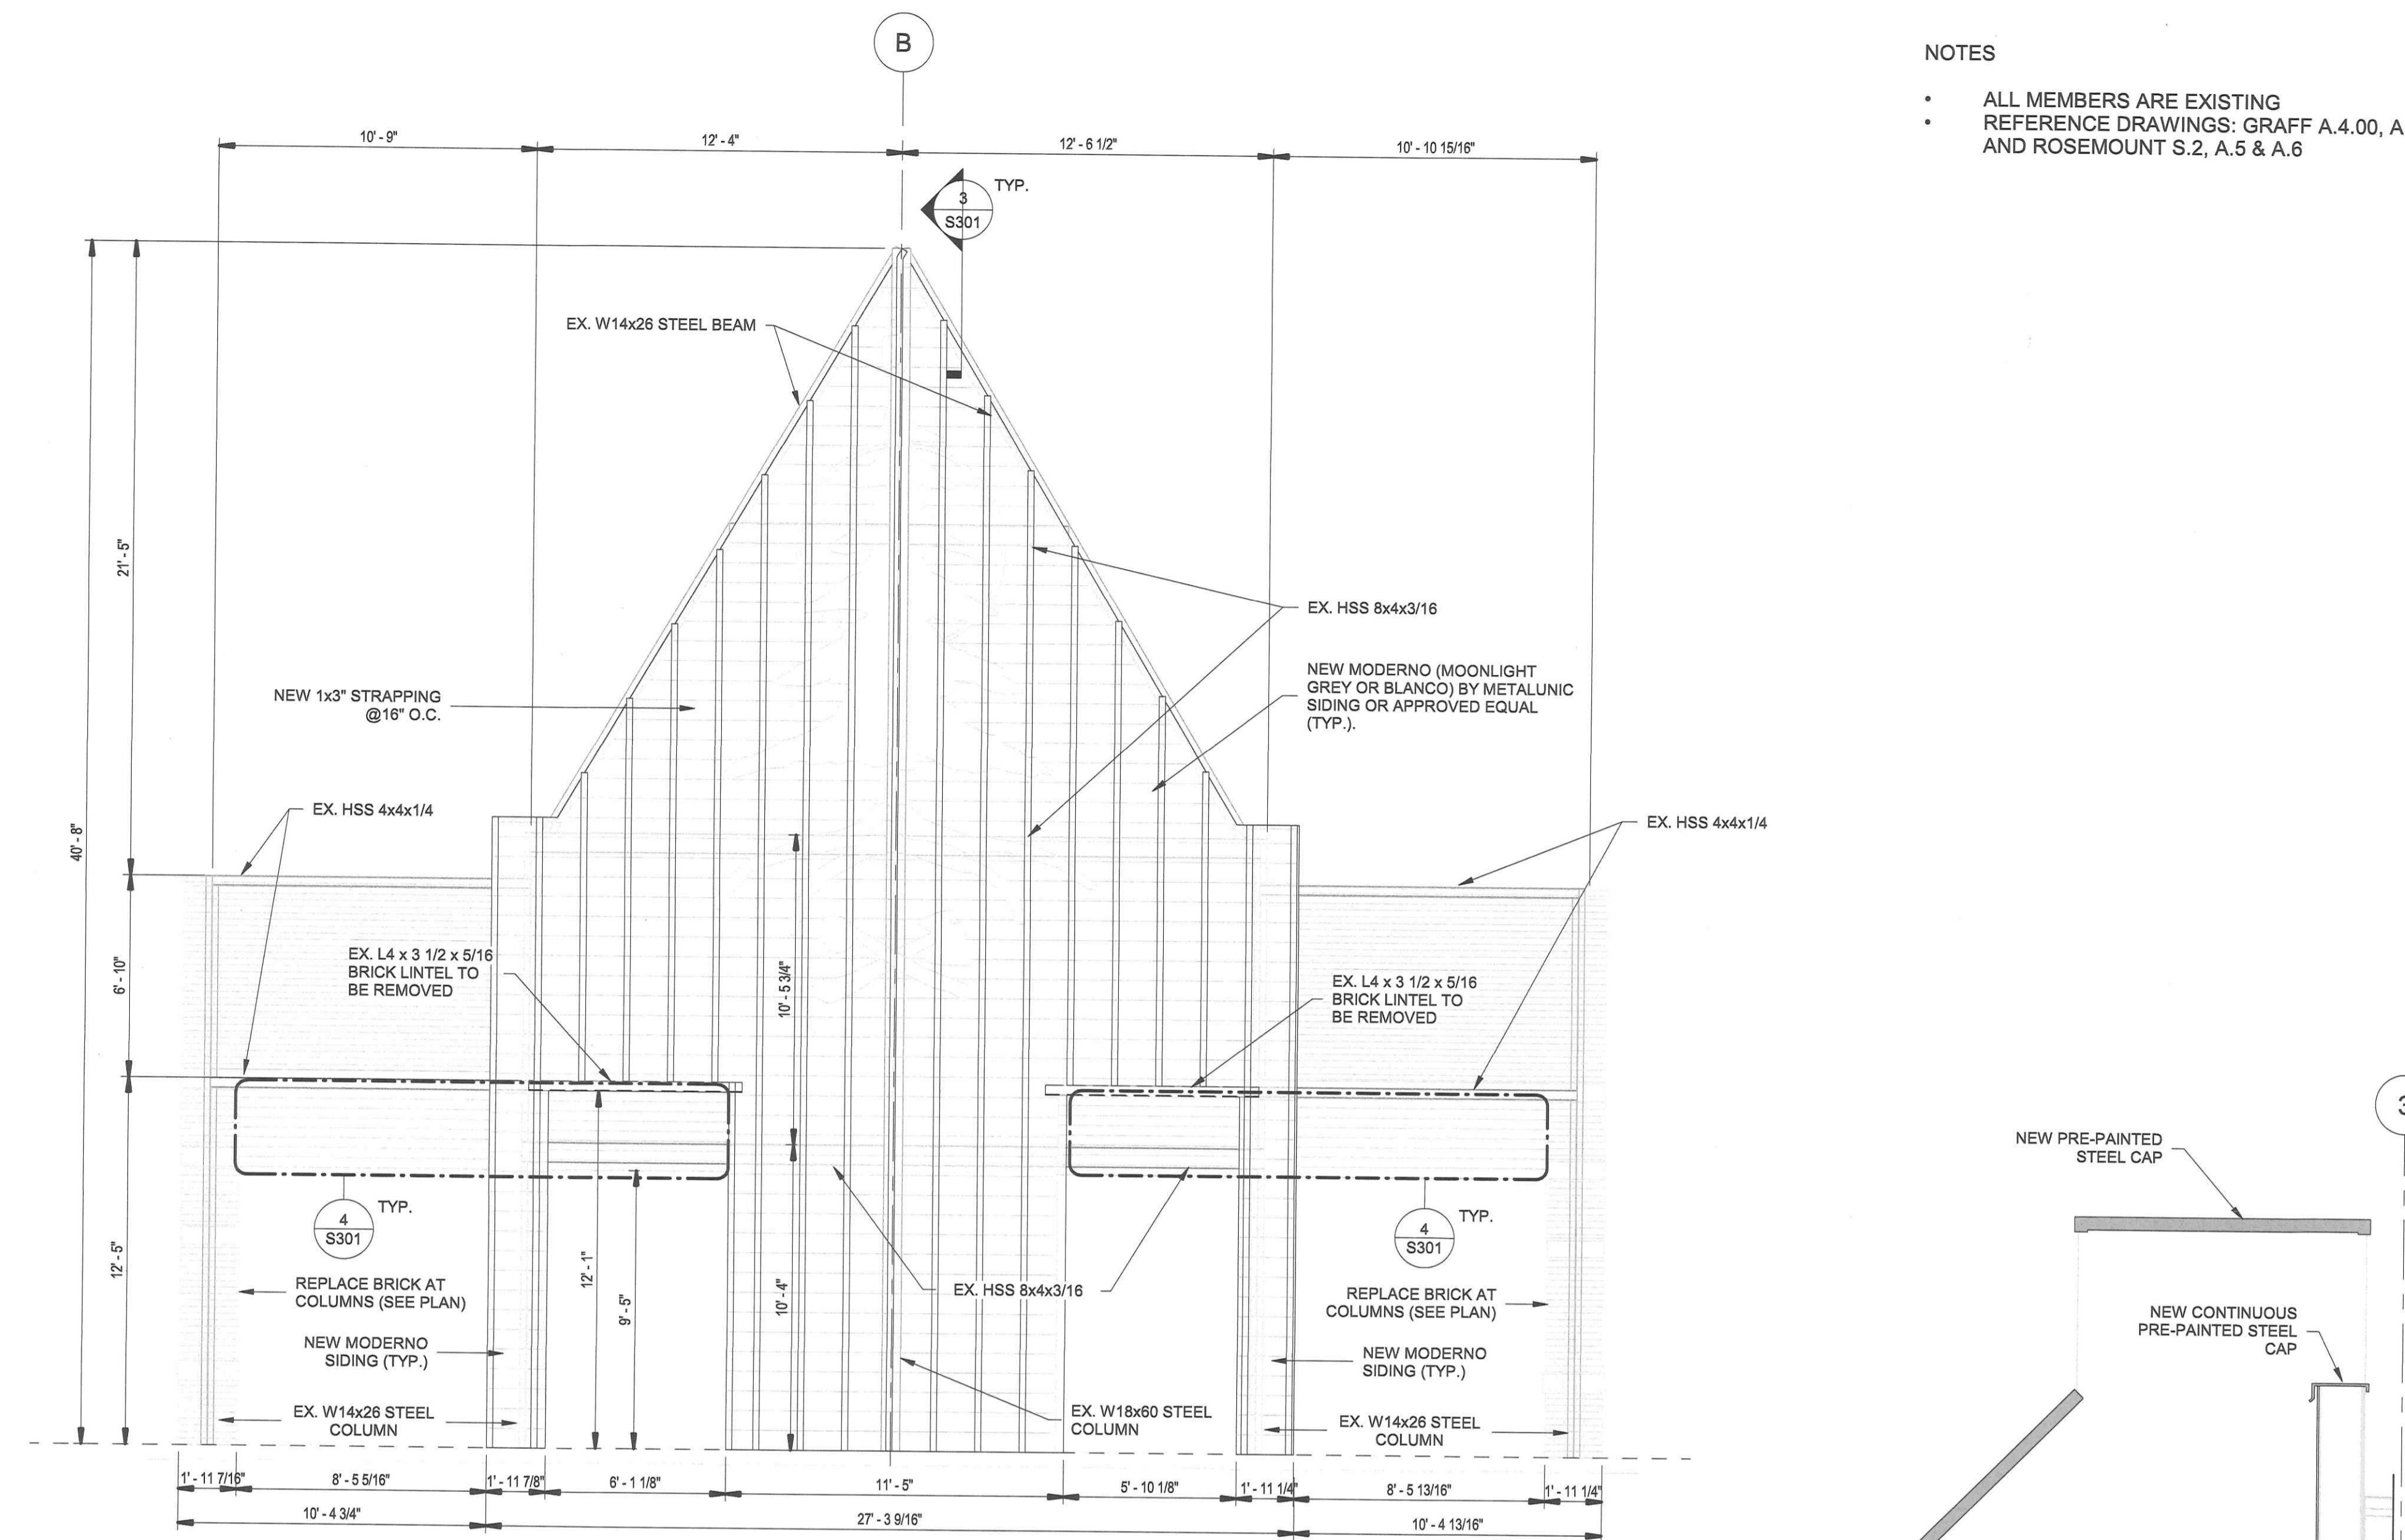 B
NOTES
• ALL MEMBERS ARE EXISTING
• REFERENCE DRAWINGS: GRAFF A.4.00, A
AND ROSEMOUNT S.2, A.5 & A.6
10' - 9"
12' - 4"
12' - 6 1/2"
10' - 10 15/16"
3
S301
TYP.
EX. W14x26 STEEL BEAM
21' - 5"
EX. HSS 8x4x3/16
NEW MODERNO (MOONLIGHT
GREY OR BLANCO) BY METALUNIC
SIDING OR APPROVED EQUAL
(TYP.).
NEW 1x3" STRAPPING
@16" O.C.
EX. HSS 4x4x1/4
EX. HSS 4x4x1/4
40' - 8"
6' - 10"
EX. L4 x 3 1/2 x 5/16
BRICK LINTEL TO
BE REMOVED
10' - 5 3/4"
EX. L4 x 3 1/2 x 5/16
BRICK LINTEL TO
BE REMOVED
3
NEW PRE-PAINTED
STEEL CAP
4
S301
TYP.
4
S301
TYP.
12' - 5"
12' - 1"
9' - 5"
10' - 4"
REPLACE BRICK AT
COLUMNS (SEE PLAN)
EX. HSS 8x4x3/16
REPLACE BRICK AT
COLUMNS (SEE PLAN)
NEW CONTINUOUS
PRE-PAINTED STEEL
CAP
NEW MODERNO
SIDING (TYP.)
NEW MODERNO
SIDING (TYP.)
EX. W14x26 STEEL
COLUMN
EX. W18x60 STEEL
COLUMN
EX. W14x26 STEEL
COLUMN
1' - 11 7/16"
8' - 5 5/16"
1' - 11 7/8"
6' - 1 1/8"
11' - 5"
5' - 10 1/8"
1' - 11 1/4"
8' - 5 13/16"
1' - 11 1/4"
10' - 4 3/4"
27' - 3 9/16"
10' - 4 13/16"